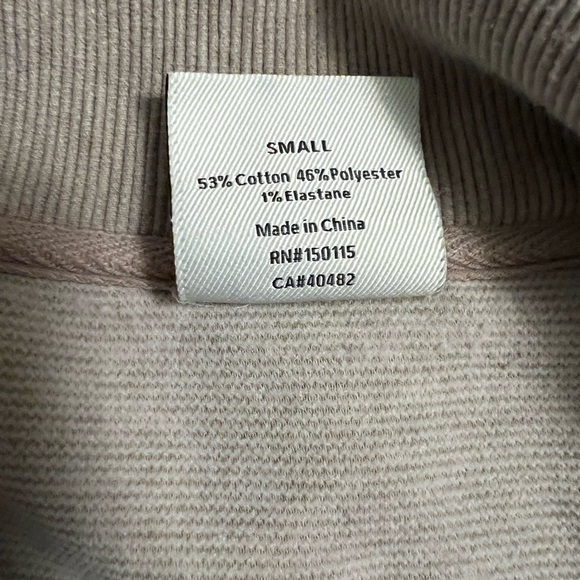 SMALL
53% Cotton 46% Polyester
1% Elastane
Made in China
RN#150115
CA#40482